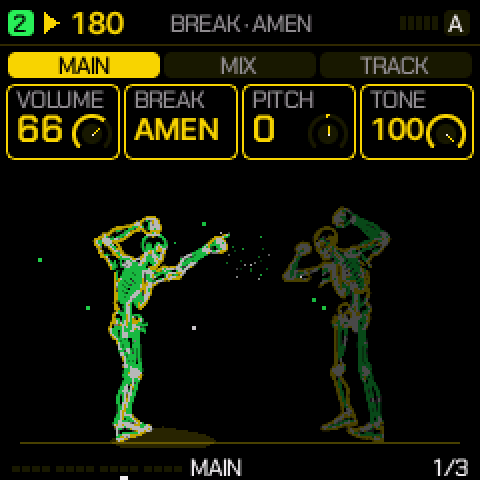 2 180 BREAK·AMEN A
MAIN MIX TRACK
VOLUME BREAK PITCH TONE
66 AMEN 0 100
MAIN 1/3